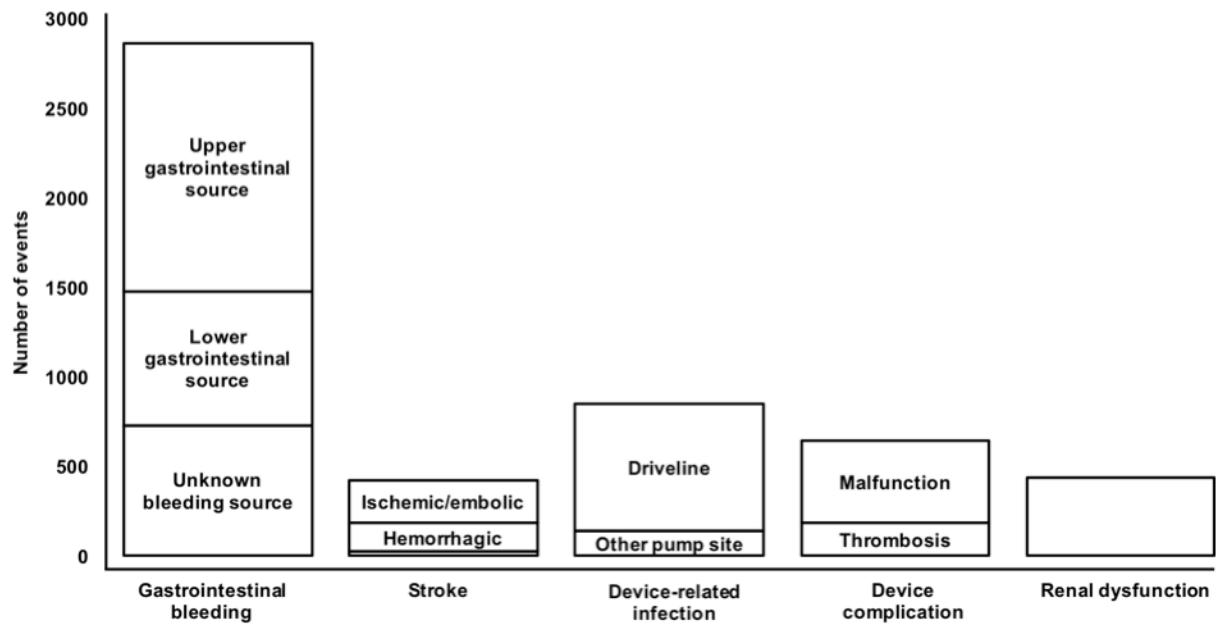 3000
2500
2000
1500
1000
500
0
Number of events
Upper
gastrointestinal
source
Lower
gastrointestinal
source
Unknown
bleeding source
Ischemic/embolic
Hemorrhagic
Driveline
Other pump site
Malfunction
Thrombosis
Gastrointestinal
bleeding
Stroke
Device-related
infection
Device
complication
Renal dysfunction